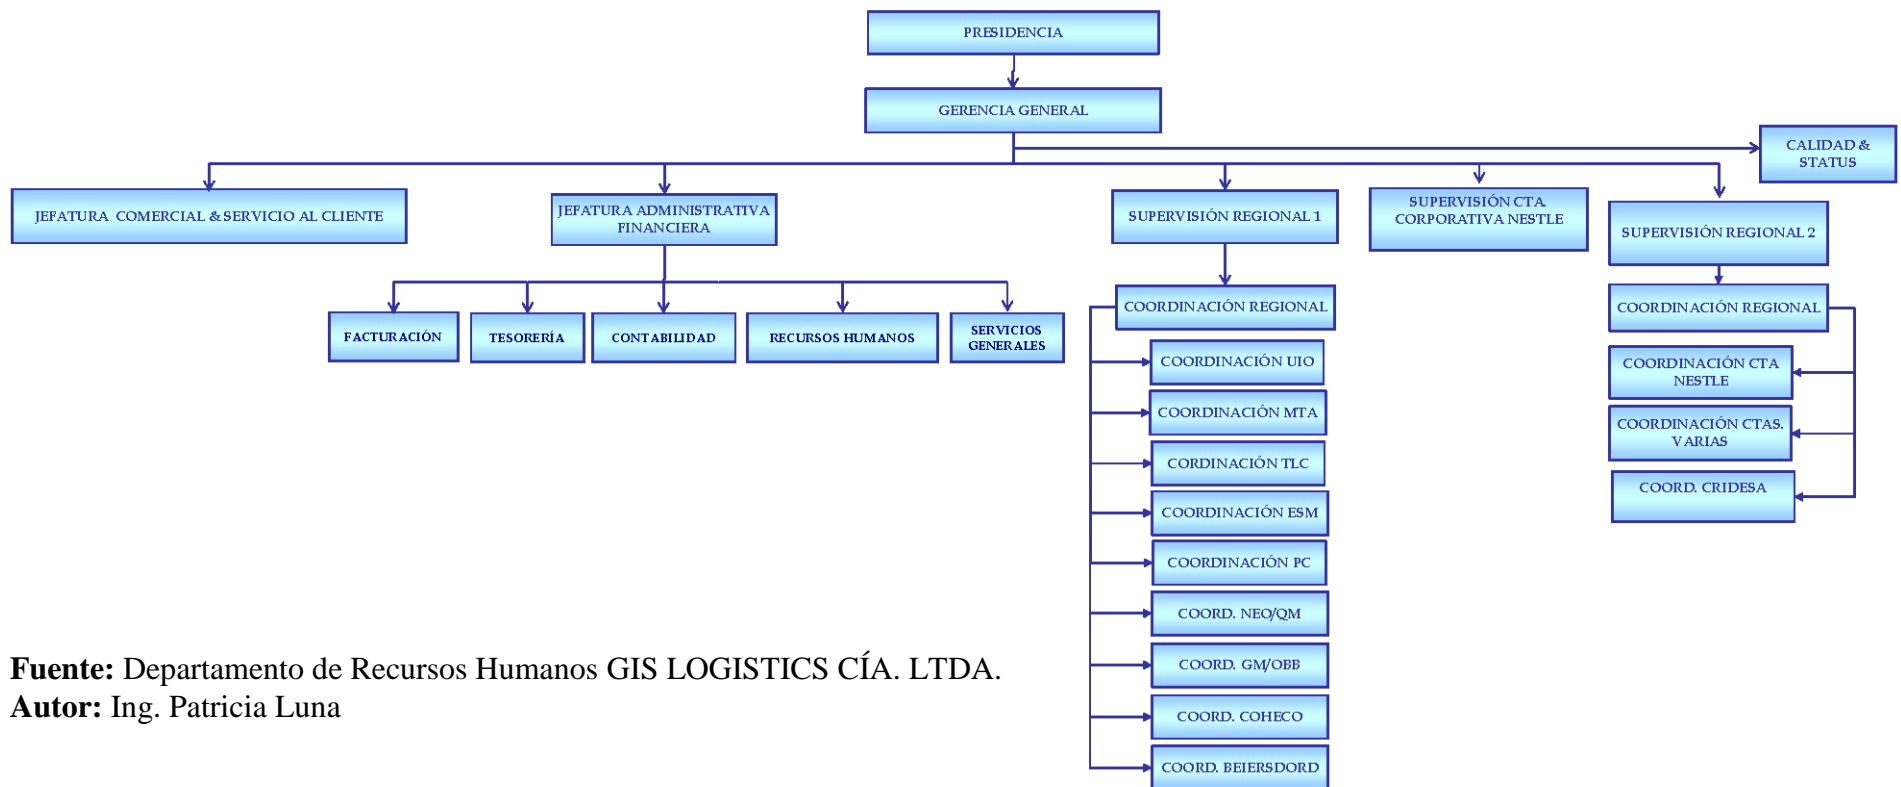 PRESIDENCIA
GERENCIA GENERAL
CALIDAD &
STATUS
JEFATURA COMERCIAL & SERVICIO AL CLIENTE
JEFATURA ADMINISTRATIVA
FINANCIERA
SUPERVISIÓN REGIONAL 1
SUPERVISIÓN CTA.
CORPORATIVA NESTLE
SUPERVISIÓN REGIONAL 2
FACTURACIÓN
TESORERÍA
CONTABILIDAD
RECURSOS HUMANOS
SERVICIOS
GENERALES
COORDINACIÓN REGIONAL
COORDINACIÓN UIO
COORDINACIÓN MTA
CORDINACIÓN TLC
COORDINACIÓN ESM
COORDINACIÓN PC
COORD. NEO/QM
COORD. GM/OBB
COORD. COHECO
COORD. BEIERSDORD
COORDINACIÓN REGIONAL
COORDINACIÓN CTA
NESTLE
COORDINACIÓN CTAS.
VARIAS
COORD. CRIDESA
Fuente: Departamento de Recursos Humanos GIS LOGISTICS CÍA. LTDA.
Autor: Ing. Patricia Luna